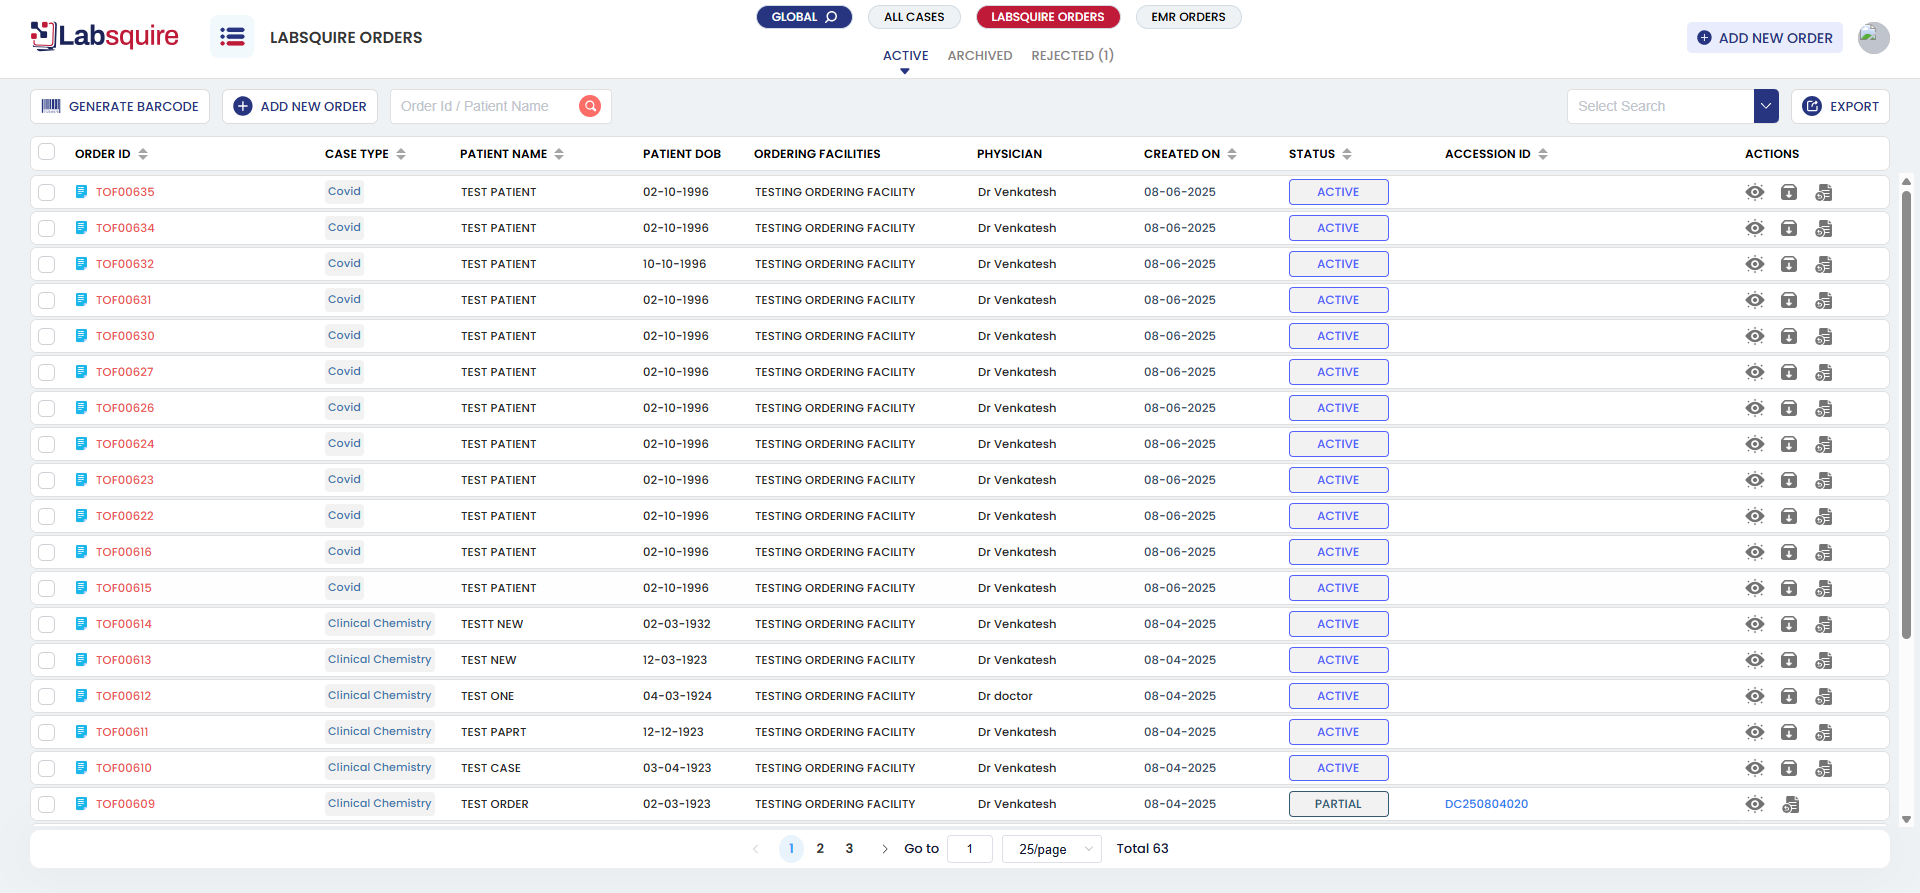 Labsquire
LABSQUIRE ORDERS
GLOBAL ALL CASES LABSQUIRE ORDERS EMR ORDERS
ACTIVE ARCHIVED REJECTED (1)
ADD NEW ORDER
GENERATE BARCODE ADD NEW ORDER Order Id / Patient Name Select Search EXPORT
ORDER ID CASE TYPE PATIENT NAME PATIENT DOB ORDERING FACILITIES PHYSICIAN CREATED ON STATUS ACCESSION ID ACTIONS
TOF00635 Covid TEST PATIENT 02-10-1996 TESTING ORDERING FACILITY Dr Venkatesh 08-06-2025 ACTIVE
TOF00634 Covid TEST PATIENT 02-10-1996 TESTING ORDERING FACILITY Dr Venkatesh 08-06-2025 ACTIVE
TOF00632 Covid TEST PATIENT 10-10-1996 TESTING ORDERING FACILITY Dr Venkatesh 08-06-2025 ACTIVE
TOF00631 Covid TEST PATIENT 02-10-1996 TESTING ORDERING FACILITY Dr Venkatesh 08-06-2025 ACTIVE
TOF00630 Covid TEST PATIENT 02-10-1996 TESTING ORDERING FACILITY Dr Venkatesh 08-06-2025 ACTIVE
TOF00627 Covid TEST PATIENT 02-10-1996 TESTING ORDERING FACILITY Dr Venkatesh 08-06-2025 ACTIVE
TOF00626 Covid TEST PATIENT 02-10-1996 TESTING ORDERING FACILITY Dr Venkatesh 08-06-2025 ACTIVE
TOF00624 Covid TEST PATIENT 02-10-1996 TESTING ORDERING FACILITY Dr Venkatesh 08-06-2025 ACTIVE
TOF00623 Covid TEST PATIENT 02-10-1996 TESTING ORDERING FACILITY Dr Venkatesh 08-06-2025 ACTIVE
TOF00622 Covid TEST PATIENT 02-10-1996 TESTING ORDERING FACILITY Dr Venkatesh 08-06-2025 ACTIVE
TOF00616 Covid TEST PATIENT 02-10-1996 TESTING ORDERING FACILITY Dr Venkatesh 08-06-2025 ACTIVE
TOF00615 Covid TEST PATIENT 02-10-1996 TESTING ORDERING FACILITY Dr Venkatesh 08-06-2025 ACTIVE
TOF00614 Clinical Chemistry TESTT NEW 02-03-1932 TESTING ORDERING FACILITY Dr Venkatesh 08-04-2025 ACTIVE
TOF00613 Clinical Chemistry TEST NEW 12-03-1923 TESTING ORDERING FACILITY Dr Venkatesh 08-04-2025 ACTIVE
TOF00612 Clinical Chemistry TEST ONE 04-03-1924 TESTING ORDERING FACILITY Dr doctor 08-04-2025 ACTIVE
TOF00611 Clinical Chemistry TEST PAPRT 12-12-1923 TESTING ORDERING FACILITY Dr Venkatesh 08-04-2025 ACTIVE
TOF00610 Clinical Chemistry TEST CASE 03-04-1923 TESTING ORDERING FACILITY Dr Venkatesh 08-04-2025 ACTIVE
TOF00609 Clinical Chemistry TEST ORDER 02-03-1923 TESTING ORDERING FACILITY Dr Venkatesh 08-04-2025 PARTIAL DC250804020
1 2 3 Go to 1 25/page Total 63